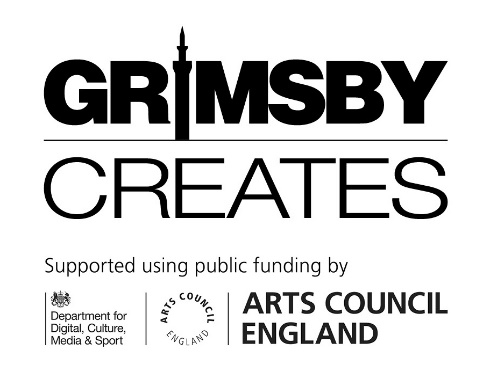 GRIMSBY
CREATES
Supported using public funding by
Department for
Digital, Culture,
Media & Sport
ARTS COUNCIL
ENGLAND
ARTS COUNCIL
ENGLAND